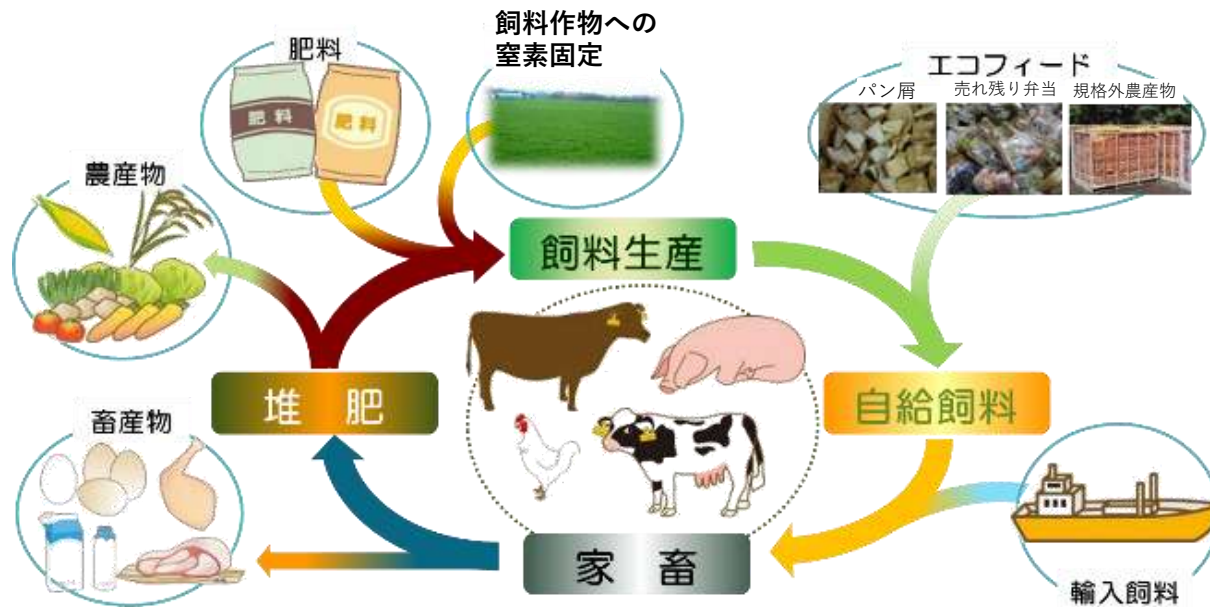 飼料作物への
窒素固定
肥料
肥料
肥料
エコフィード
パン屑
売れ残り弁当
規格外農産物
農産物
飼料生産
堆 肥
自給飼料
畜産物
家 畜
輸入飼料